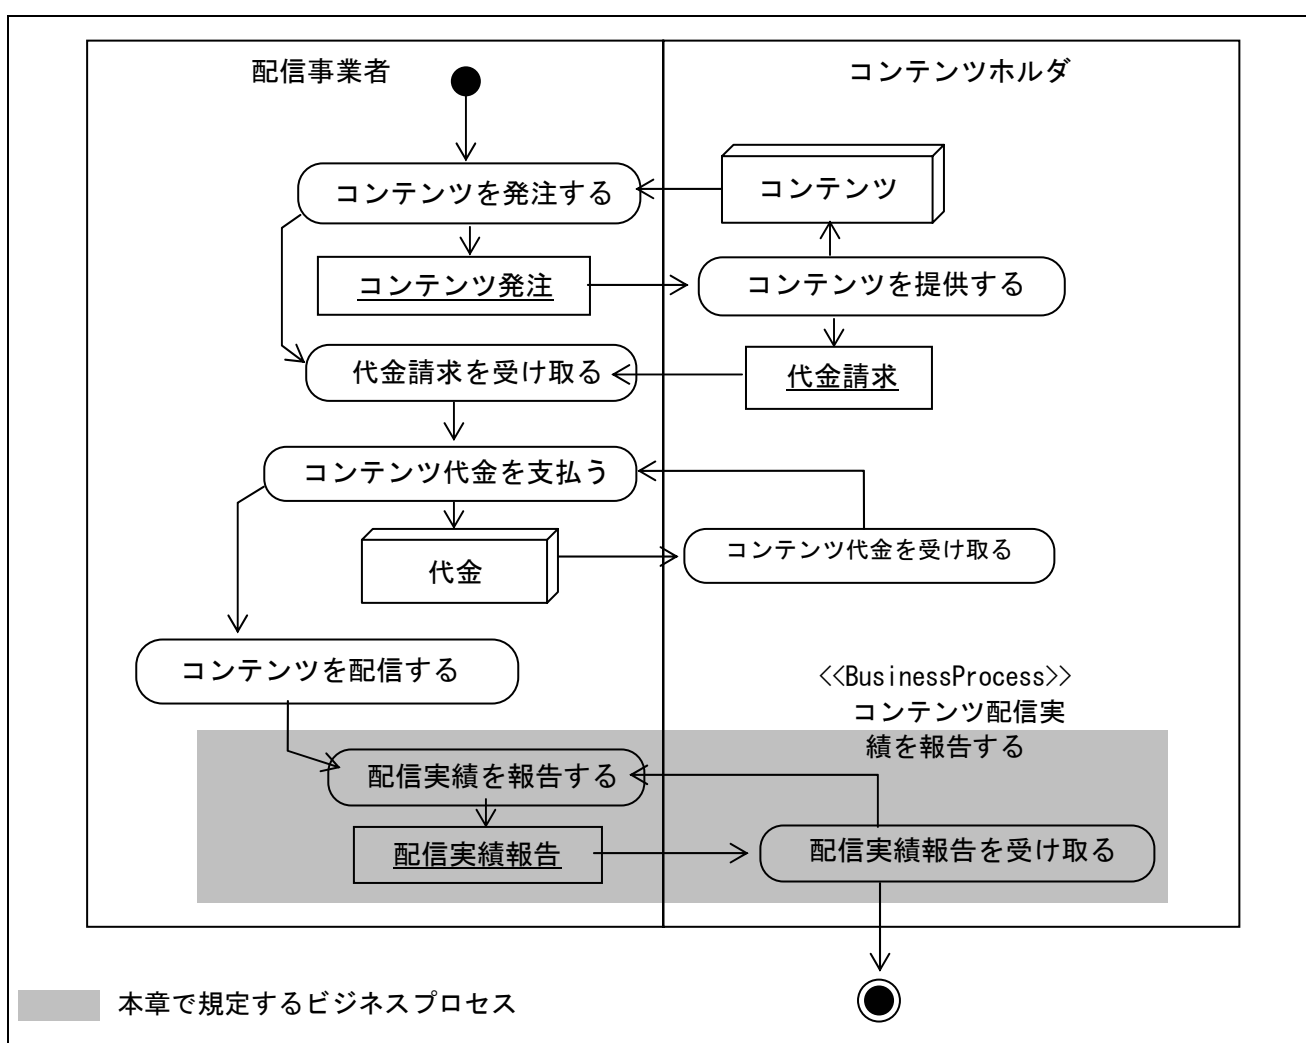 配信事業者
コンテンツホルダ
コンテンツを発注する
コンテンツ
コンテンツ発注
コンテンツを提供する
代金請求を受け取る
代金請求
コンテンツ代金を支払う
代金
コンテンツ代金を受け取る
コンテンツを配信する
<<BusinessProcess>>
コンテンツ配信実
績を報告する
配信実績を報告する
配信実績報告
配信実績報告を受け取る
本章で規定するビジネスプロセス